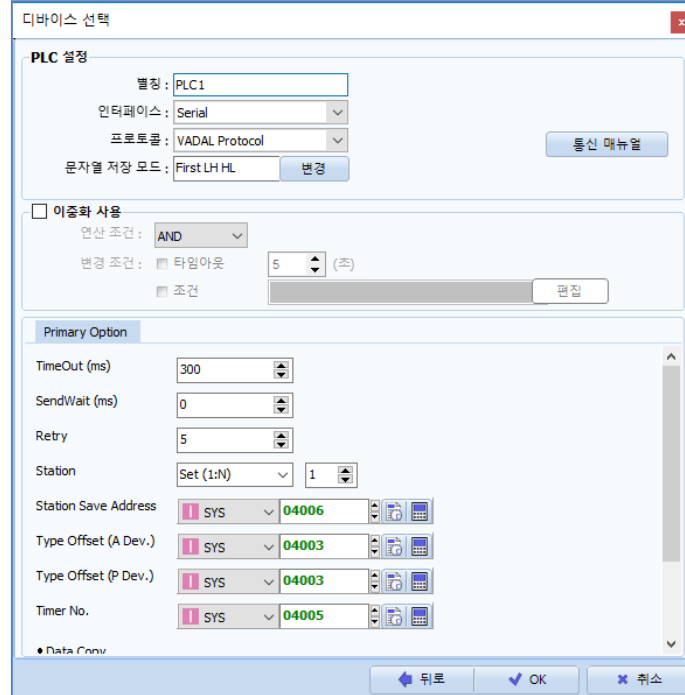 디바이스 선택
PLC 설정
별칭 : PLC1
인터페이스 : Serial
프로토콜 : VADAL Protocol
통신 매뉴얼
문자열 저장 모드 : First LH HL 변경
이중화 사용
연산 조건 : AND
변경 조건 : 타임아웃 5 (초)
조건 편집
Primary Option
TimeOut (ms) 300
SendWait (ms) 0
Retry 5
Station Set (1:N) 1
Station Save Address SYS 04006
Type Offset (A Dev.) SYS 04003
Type Offset (P Dev.) SYS 04003
Timer No. SYS 04005
Data Copy
뒤로 OK 취소